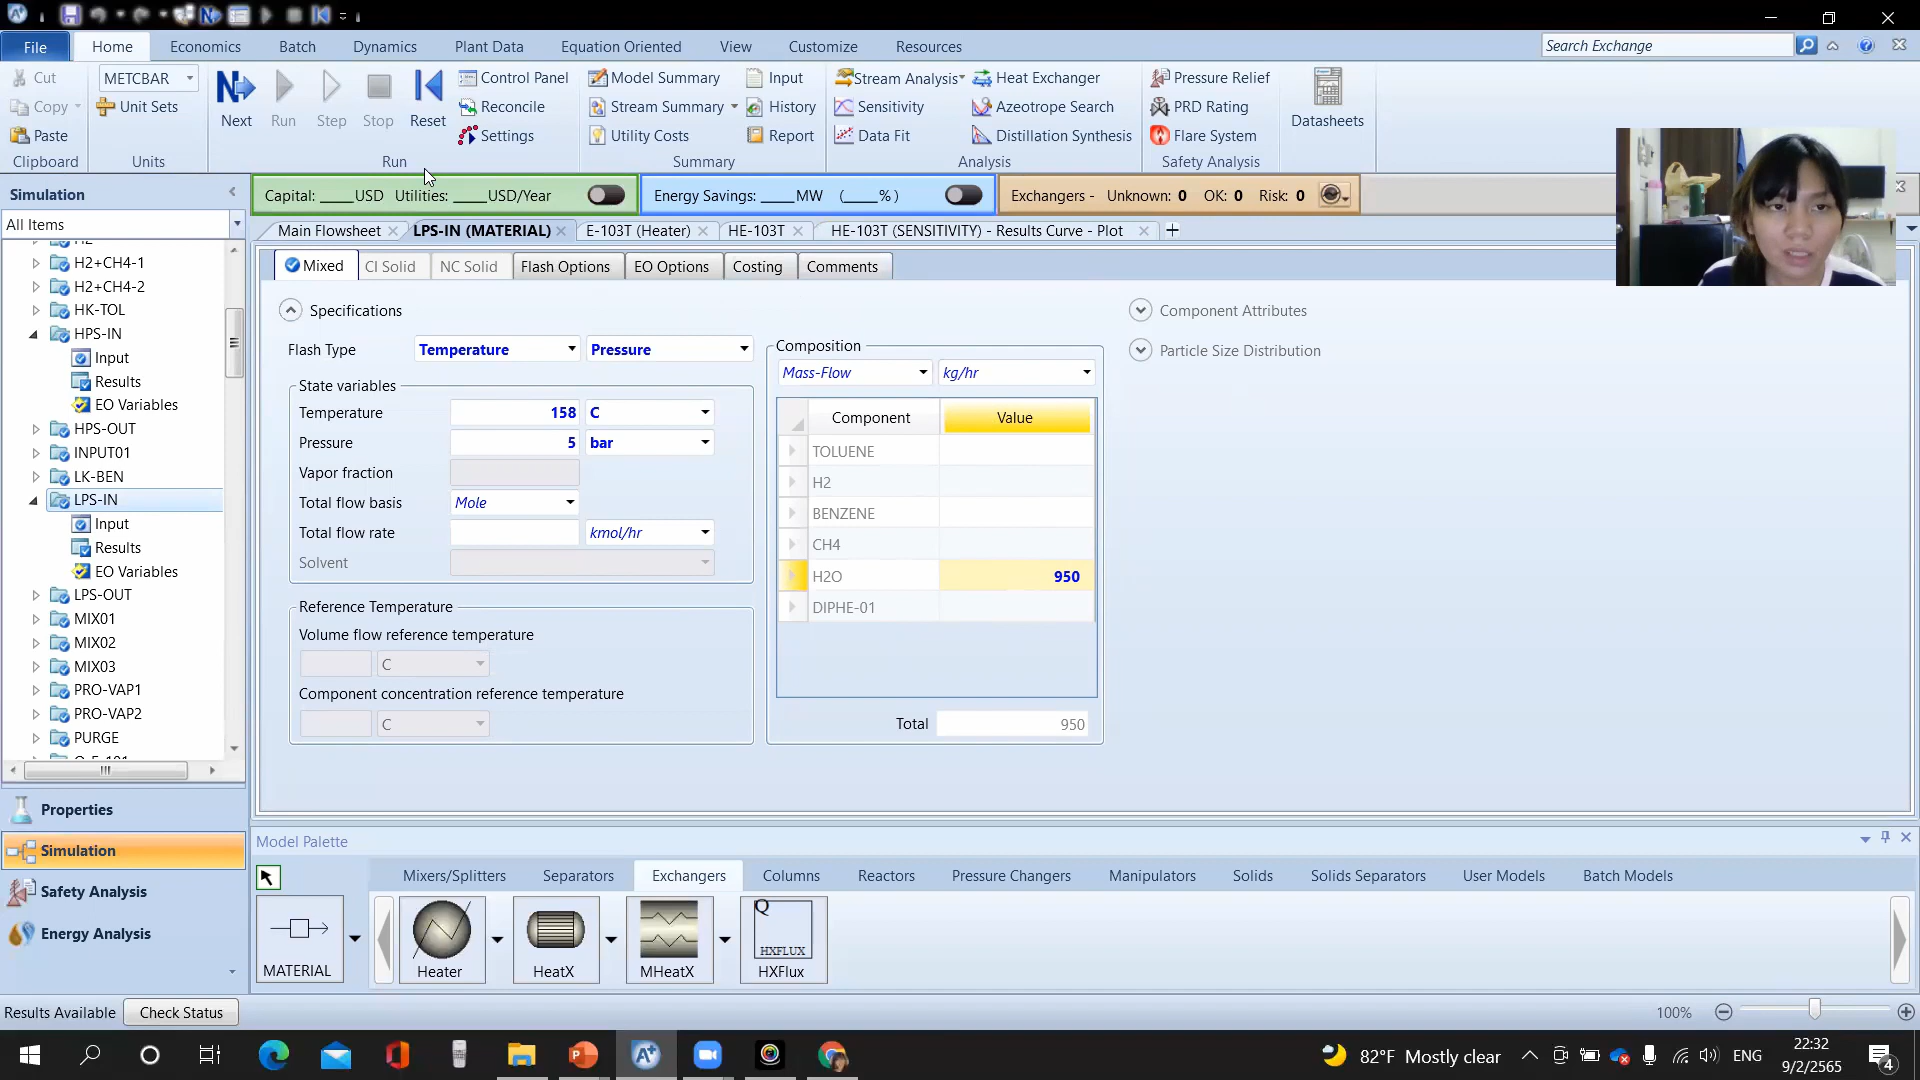 File Home Economics Batch Dynamics Plant Data Equation Oriented View Customize Resources Search Exchange
Cut METCBAR Control Panel Model Summary Input Stream Analysis Heat Exchanger Pressure Relief
Copy Unit Sets Next Run Step Stop Reset Reconcile Stream Summary History Sensitivity Azeotrope Search PRD Rating Datasheets
Paste Settings Utility Costs Report Data Fit Distillation Synthesis Flare System
Clipboard Units Run Summary Analysis Safety Analysis
Simulation
Capital: ____USD Utilities: ____USD/Year Energy Savings: ____MW (____%) Exchangers - Unknown: 0 OK: 0 Risk: 0
All Items
Main Flowsheet LPS-IN (MATERIAL) E-103T (Heater) HE-103T HE-103T (SENSITIVITY) - Results Curve - Plot
H2+CH4-1
H2+CH4-2
HK-TOL
HPS-IN
Input
Results
EO Variables
HPS-OUT
INPUT01
LK-BEN
LPS-IN
Input
Results
EO Variables
LPS-OUT
MIX01
MIX02
MIX03
PRO-VAP1
PRO-VAP2
PURGE
Properties
Simulation
Safety Analysis
Energy Analysis
Mixed CI Solid NC Solid Flash Options EO Options Costing Comments
Specifications
Flash Type Temperature Pressure
State variables
Temperature 158 C
Pressure 5 bar
Vapor fraction
Total flow basis Mole
Total flow rate kmol/hr
Solvent
Reference Temperature
Volume flow reference temperature
C
Component concentration reference temperature
C
Composition
Mass-Flow kg/hr
Component Value
TOLUENE
H2
BENZENE
CH4
H2O 950
DIPHE-01
Total 950
Component Attributes
Particle Size Distribution
Model Palette
Mixers/Splitters Separators Exchangers Columns Reactors Pressure Changers Manipulators Solids Solids Separators User Models Batch Models
Q
HXFLUX
MATERIAL Heater HeatX MHeatX HXFlux
Results Available Check Status 100%
82°F Mostly clear ENG 22:32
9/2/2565
4